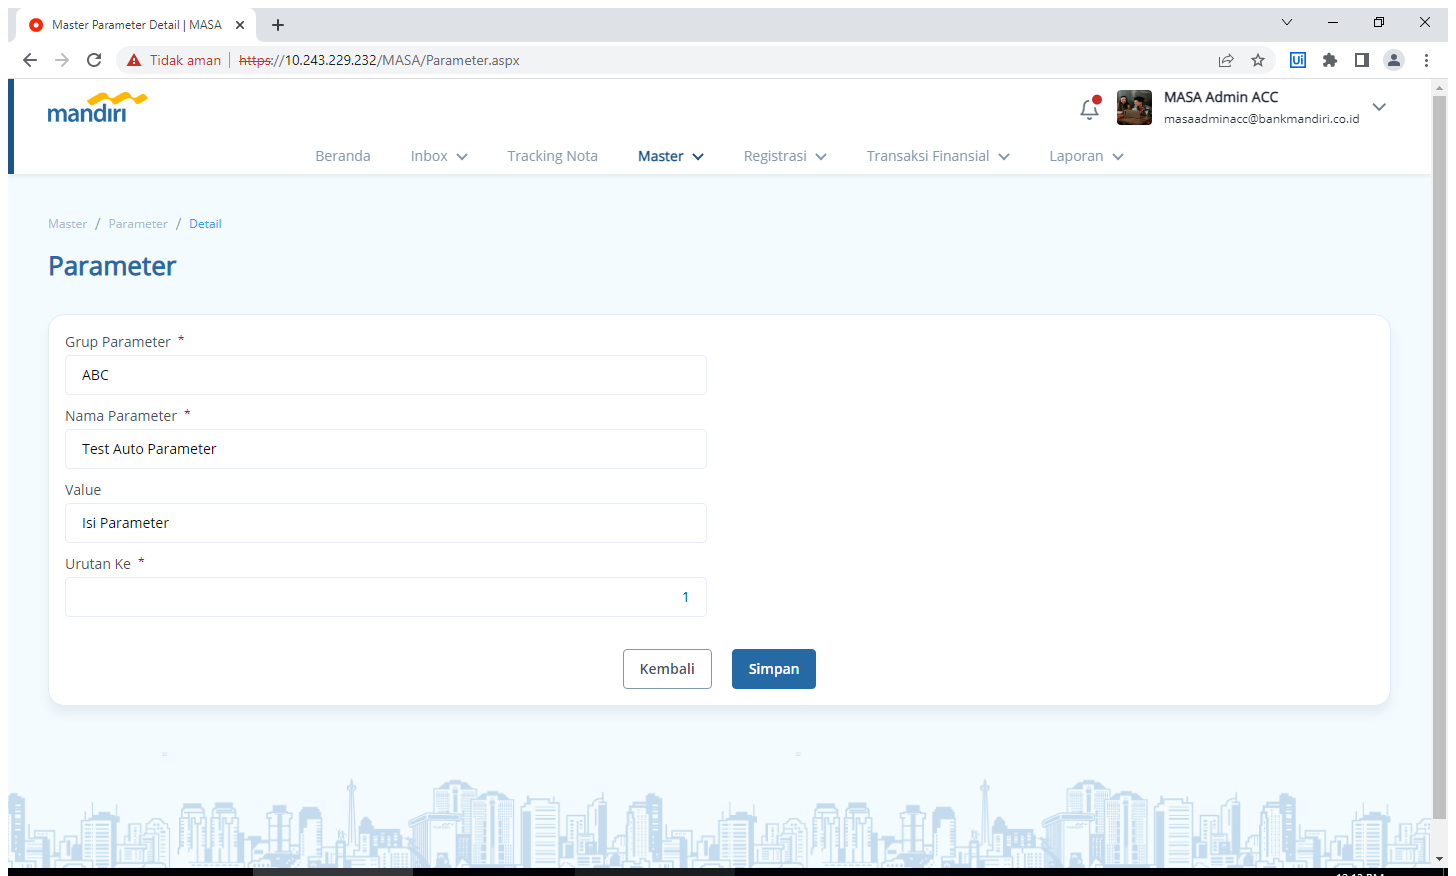 Master Parameter Detail | MASA
Tidak aman
https://10.243.229.232/MASA/Parameter.aspx
Ui
mandırı
MASA Admin ACC
masaadminacc@bankmandiri.co.id
Beranda
Inbox
Tracking Nota
Master
Registrasi
Transaksi Finansial
Laporan
Master / Parameter / Detail
Parameter
Grup Parameter *
ABC
Nama Parameter *
Test Auto Parameter
Value
Isi Parameter
Urutan Ke *
1
Kembali
Simpan